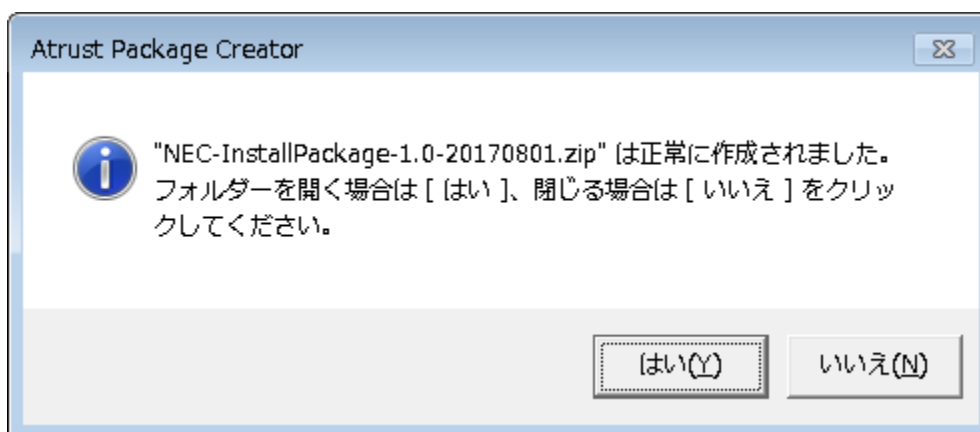 Atrust Package Creator
"NEC-InstallPackage-1.0-20170801.zip" は正常に作成されました。
フォルダーを開く場合は [ はい ]、閉じる場合は [ いいえ ] をクリッ
クしてください。
はい(Y)
いいえ(N)